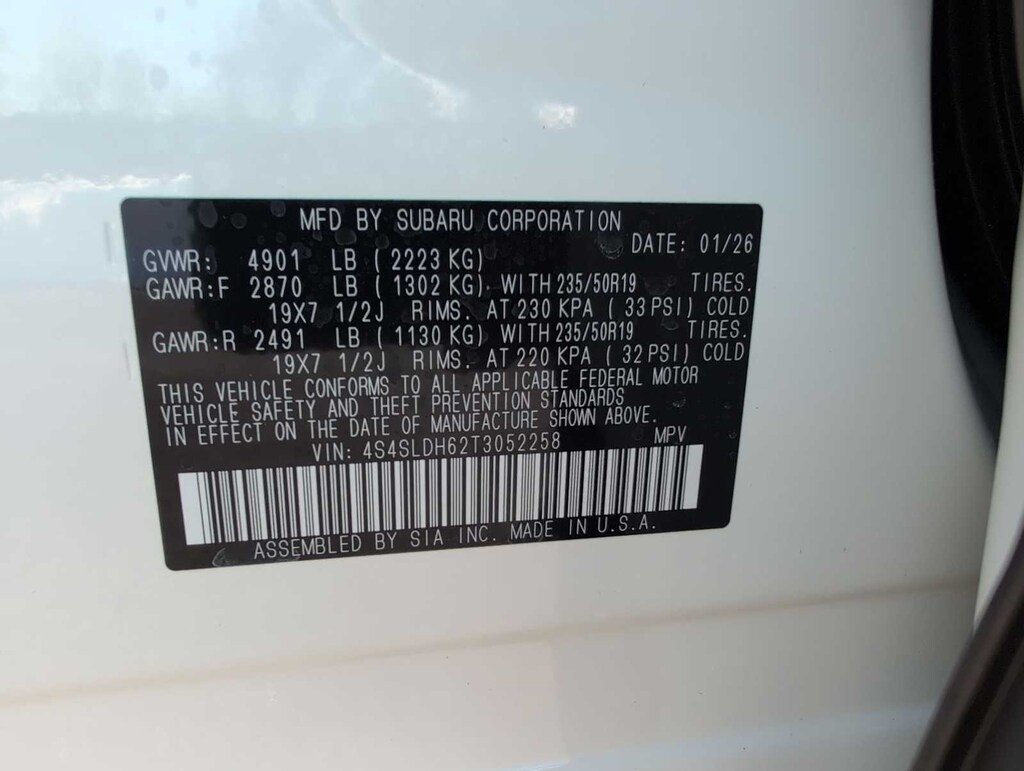 MFD BY SUBARU CORPORATION
DATE: 01/26
GVWR: 4901 LB ( 2223 KG)
GAWR:F 2870 LB ( 1302 KG) WITH 235/50R19 TIRES.
19X7 1/2J RIMS. AT 230 KPA ( 33 PSI) COLD
GAWR:R 2491 LB ( 1130 KG) WITH 235/50R19 TIRES.
19X7 1/2J RIMS. AT 220 KPA ( 32 PSI) COLD
THIS VEHICLE CONFORMS TO ALL APPLICABLE FEDERAL MOTOR
VEHICLE SAFETY AND THEFT PREVENTION STANDARDS
IN EFFECT ON THE DATE OF MANUFACTURE SHOWN ABOVE.
VIN: 4S4SLDH62T3052258 MPV
ASSEMBLED BY SIA INC. MADE IN U.S.A.